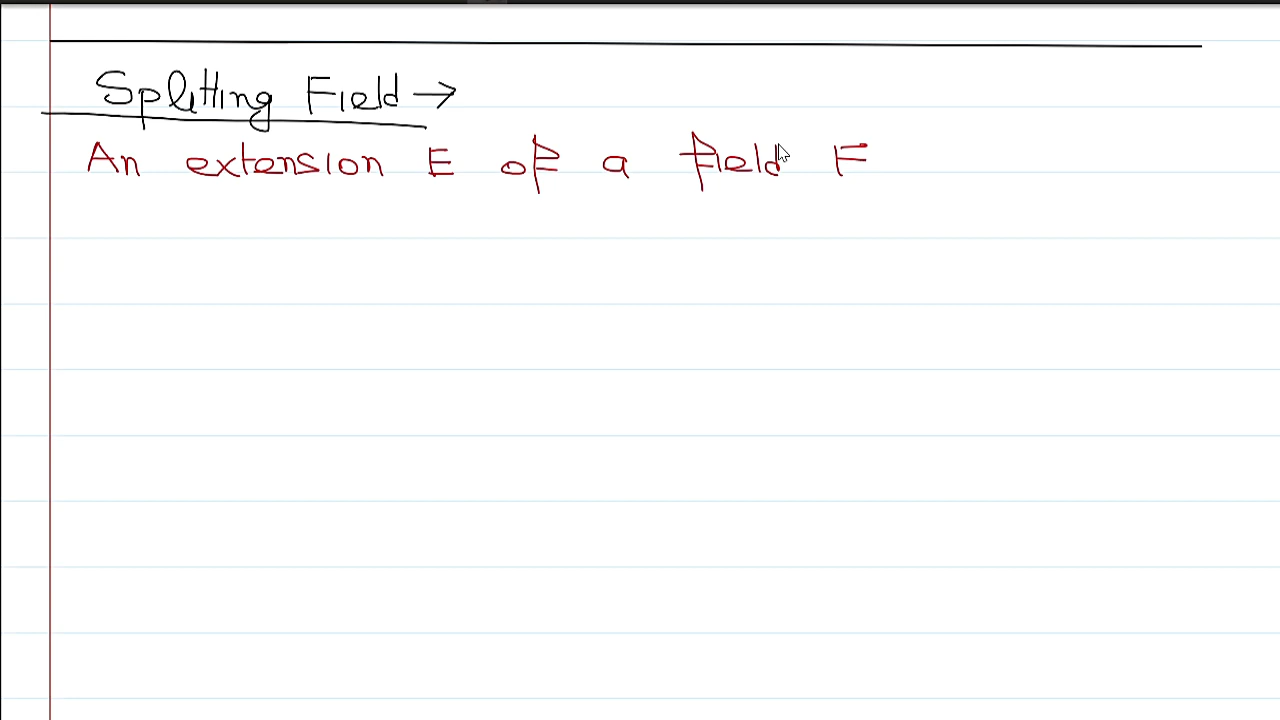 Splitting Field →
An extension E of a field F